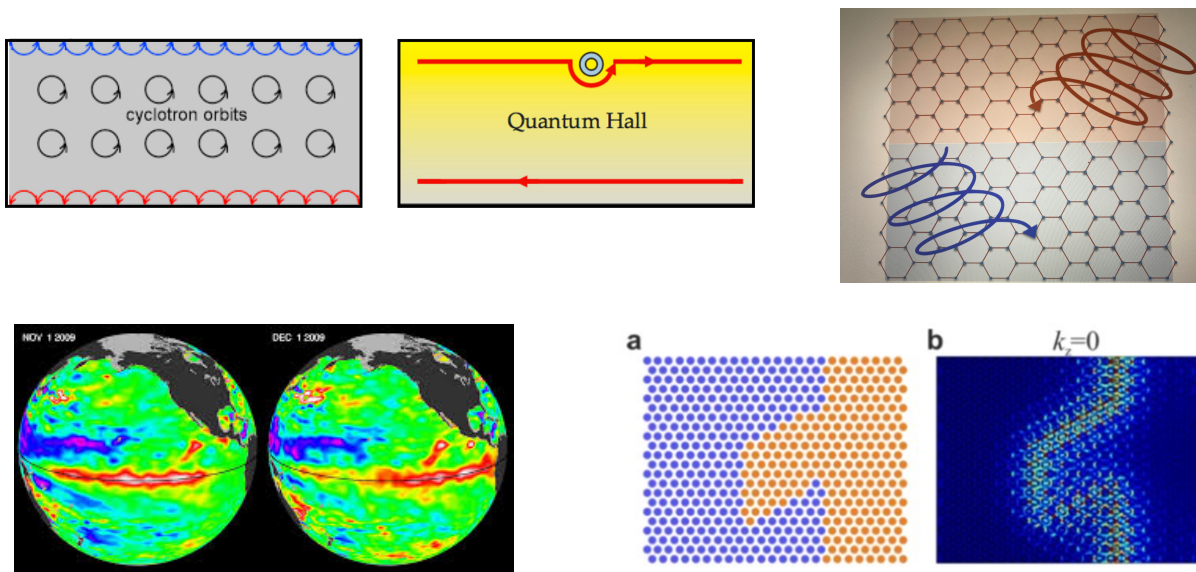 cyclotron orbits
Quantum Hall
NOV 1 2009
DEC 1 2009
a
b
k_z=0